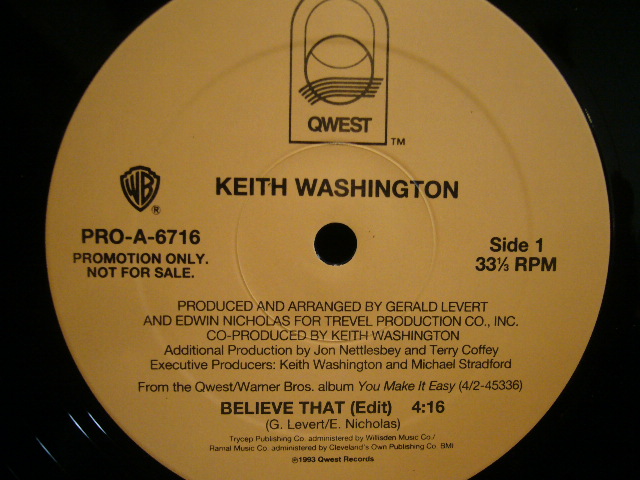 QWEST
TM
KEITH WASHINGTON
WB
®
PRO-A-6716
PROMOTION ONLY.
NOT FOR SALE.
Side 1
33⅓ RPM
PRODUCED AND ARRANGED BY GERALD LEVERT
AND EDWIN NICHOLAS FOR TREVEL PRODUCTION CO., INC.
CO-PRODUCED BY KEITH WASHINGTON
Additional Production by Jon Nettlesbey and Terry Coffey
Executive Producers: Keith Washington and Michael Stradford
From the Qwest/Warner Bros. album You Make It Easy (4/2-45336)
BELIEVE THAT (Edit) 4:16
(G. Levert/E. Nicholas)
Trycep Publishing Co. administered by Willisden Music Co./
Ramal Music Co. administered by Cleveland's Own Publishing Co. BMI
℗1993 Qwest Records